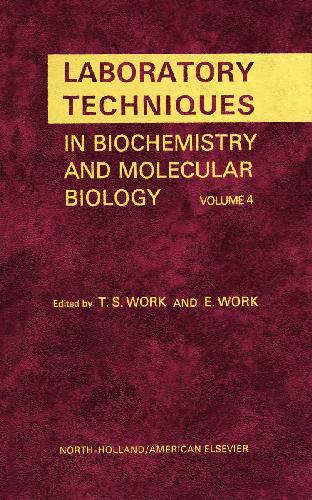 LABORATORY
TECHNIQUES
IN BIOCHEMISTRY
AND MOLECULAR
BIOLOGY VOLUME 4
Edited by T. S. WORK AND E. WORK
NORTH-HOLLAND/AMERICAN ELSEVIER